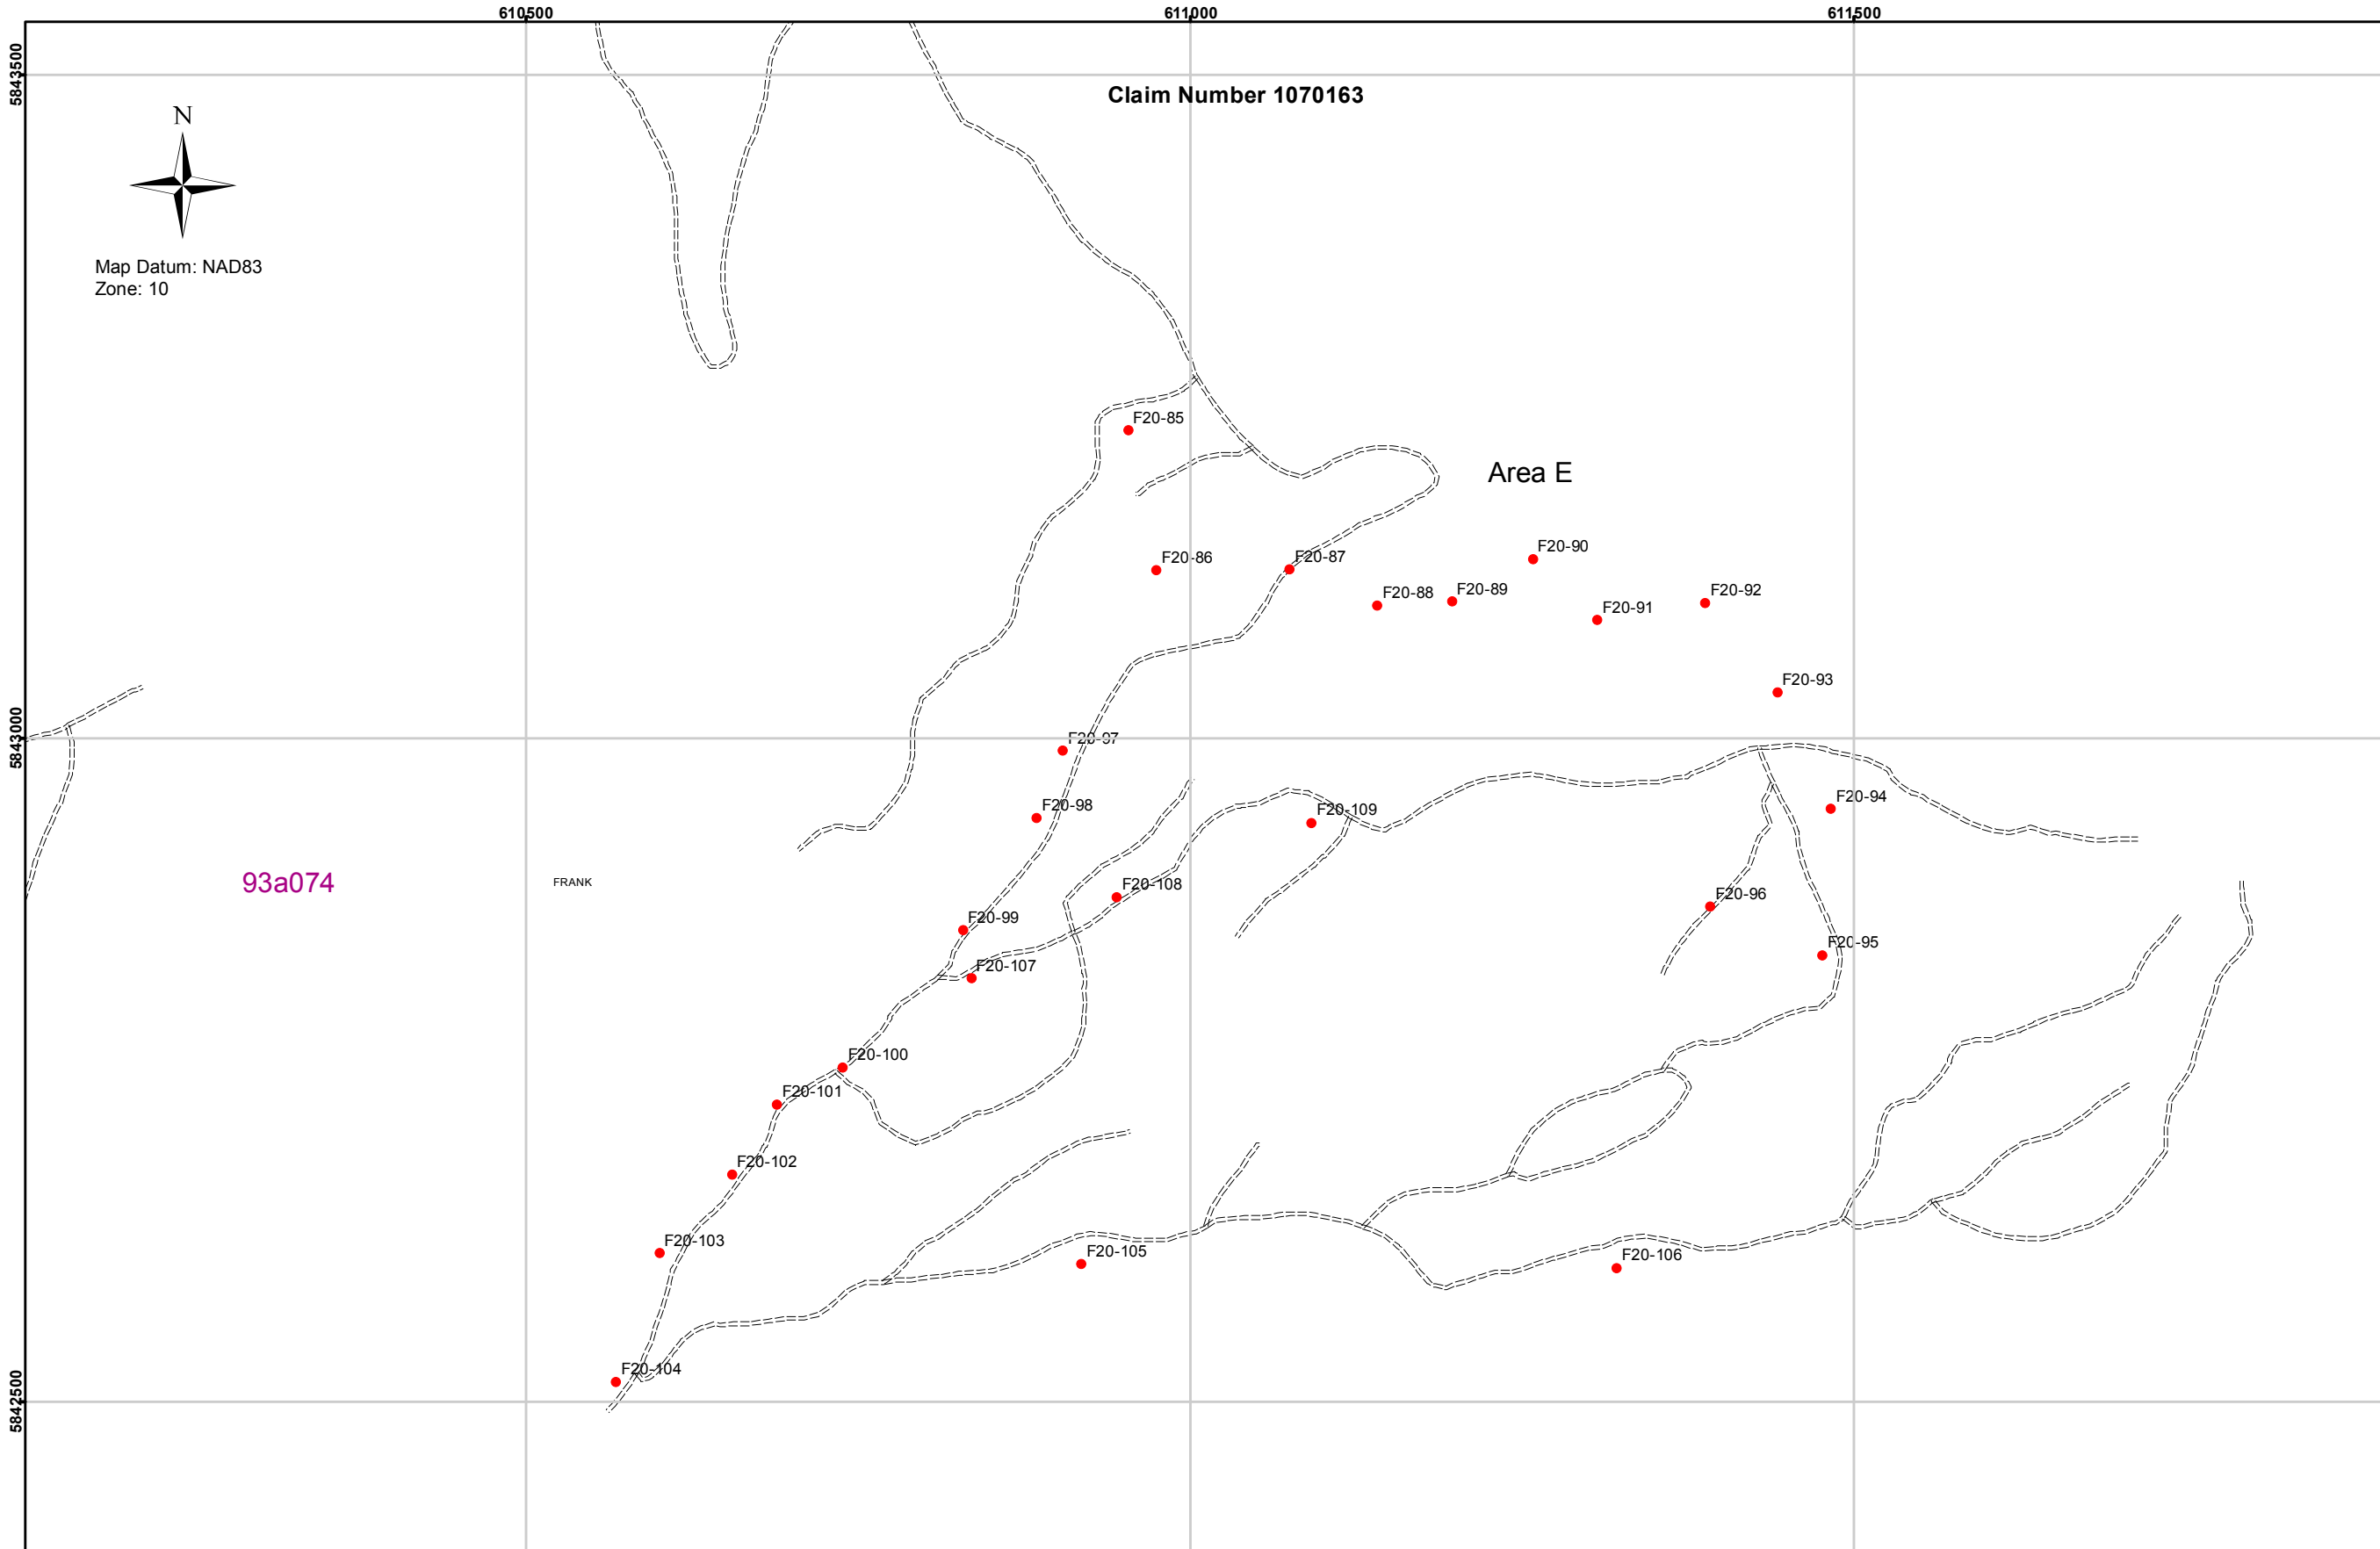 610500
611000
611500
5843500
Claim Number 1070163
N
Map Datum: NAD83
Zone: 10
F20-85
Area E
F20-86
F20-87
F20-90
F20-88
F20-89
F20-92
F20-91
F20-93
5843000
F20-97
F20-94
F20-98
F20-109
93a074
FRANK
F20-108
F20-96
F20-99
F20-95
F20-107
F20-100
F20-101
F20-102
F20-103
F20-105
F20-106
F20-104
5842500